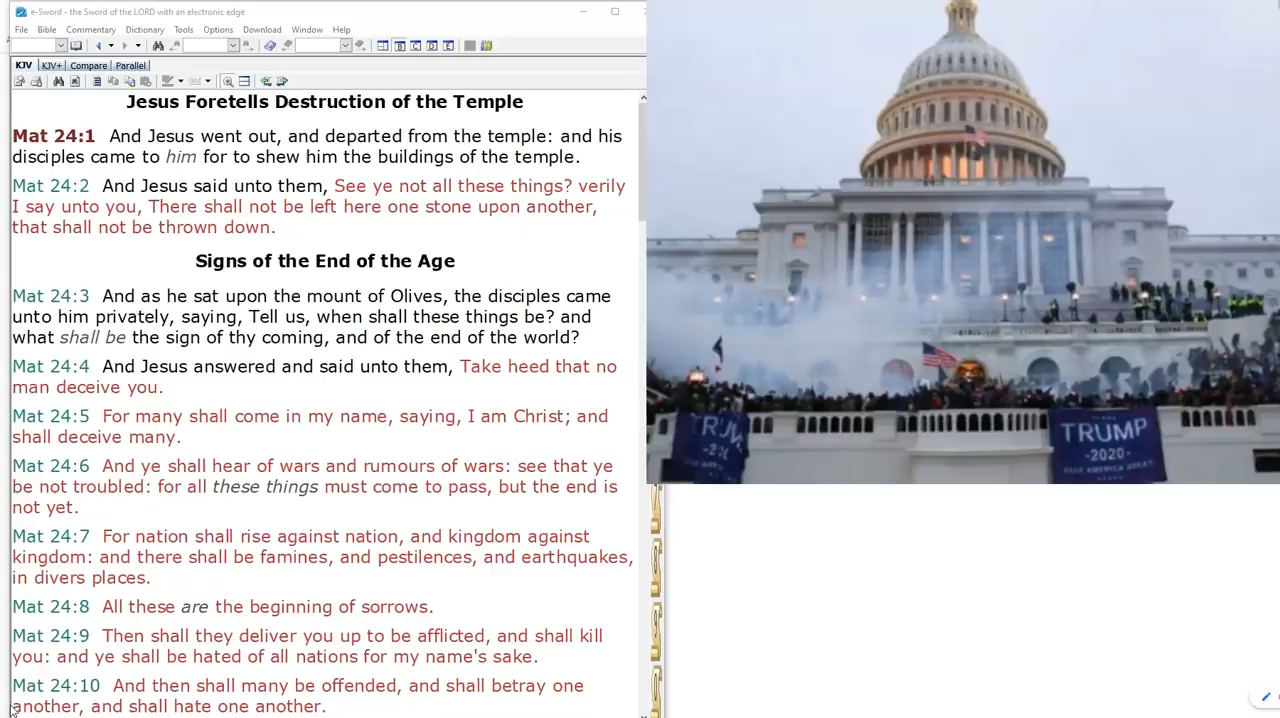 e-Sword - the Sword of the LORD with an electronic edge
File Bible Commentary Dictionary Tools Options Download Window Help
KJV KJV+ Compare Parallel
Jesus Foretells Destruction of the Temple
Mat 24:1 And Jesus went out, and departed from the temple: and his
disciples came to him for to shew him the buildings of the temple.
Mat 24:2 And Jesus said unto them, See ye not all these things? verily
I say unto you, There shall not be left here one stone upon another,
that shall not be thrown down.
Signs of the End of the Age
Mat 24:3 And as he sat upon the mount of Olives, the disciples came
unto him privately, saying, Tell us, when shall these things be? and
what shall be the sign of thy coming, and of the end of the world?
Mat 24:4 And Jesus answered and said unto them, Take heed that no
man deceive you.
Mat 24:5 For many shall come in my name, saying, I am Christ; and
shall deceive many.
Mat 24:6 And ye shall hear of wars and rumours of wars: see that ye
be not troubled: for all these things must come to pass, but the end is
not yet.
Mat 24:7 For nation shall rise against nation, and kingdom against
kingdom: and there shall be famines, and pestilences, and earthquakes,
in divers places.
Mat 24:8 All these are the beginning of sorrows.
Mat 24:9 Then shall they deliver you up to be afflicted, and shall kill
you: and ye shall be hated of all nations for my name's sake.
Mat 24:10 And then shall many be offended, and shall betray one
another, and shall hate one another.
TRUMP
-2020-